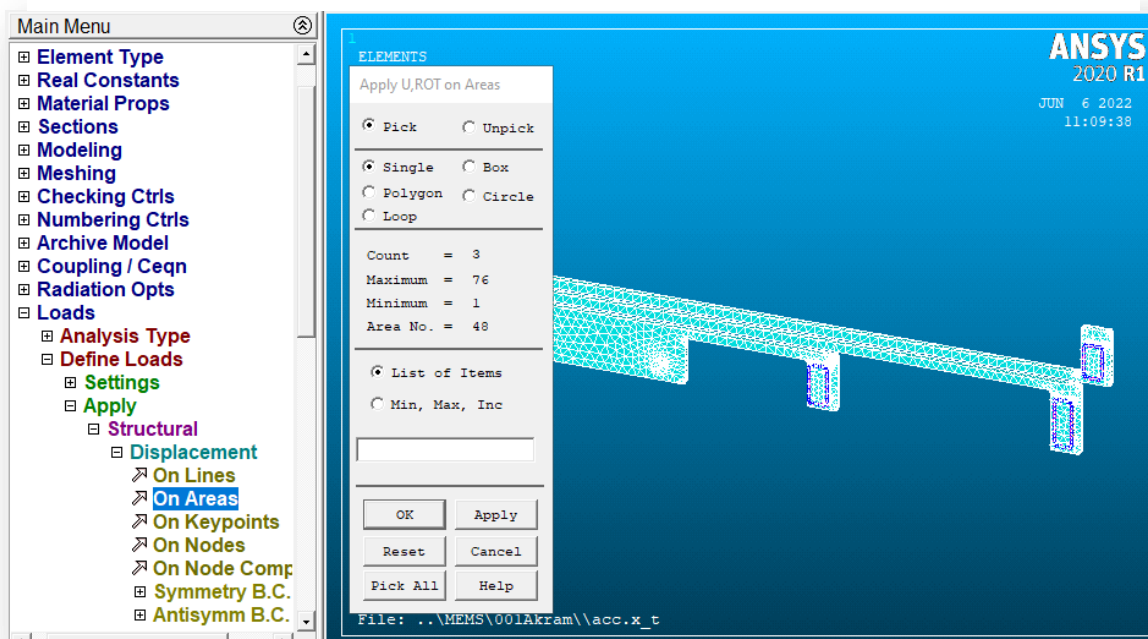 Main Menu
Element Type
Real Constants
Material Props
Sections
Modeling
Meshing
Checking Ctrls
Numbering Ctrls
Archive Model
Coupling / Ceqn
Radiation Opts
Loads
Analysis Type
Define Loads
Settings
Apply
Structural
Displacement
On Lines
On Areas
On Keypoints
On Nodes
On Node Comp
Symmetry B.C.
Antisymm B.C.
1
ELEMENTS
Apply U,ROT on Areas
Pick Unpick
Single Box
Polygon Circle
Loop
Count = 3
Maximum = 76
Minimum = 1
Area No. = 48
List of Items
Min, Max, Inc
OK Apply
Reset Cancel
Pick All Help
ANSYS
2020 R1
JUN 6 2022
11:09:38
File: ..\MEMS\001Akram\\acc.x_t